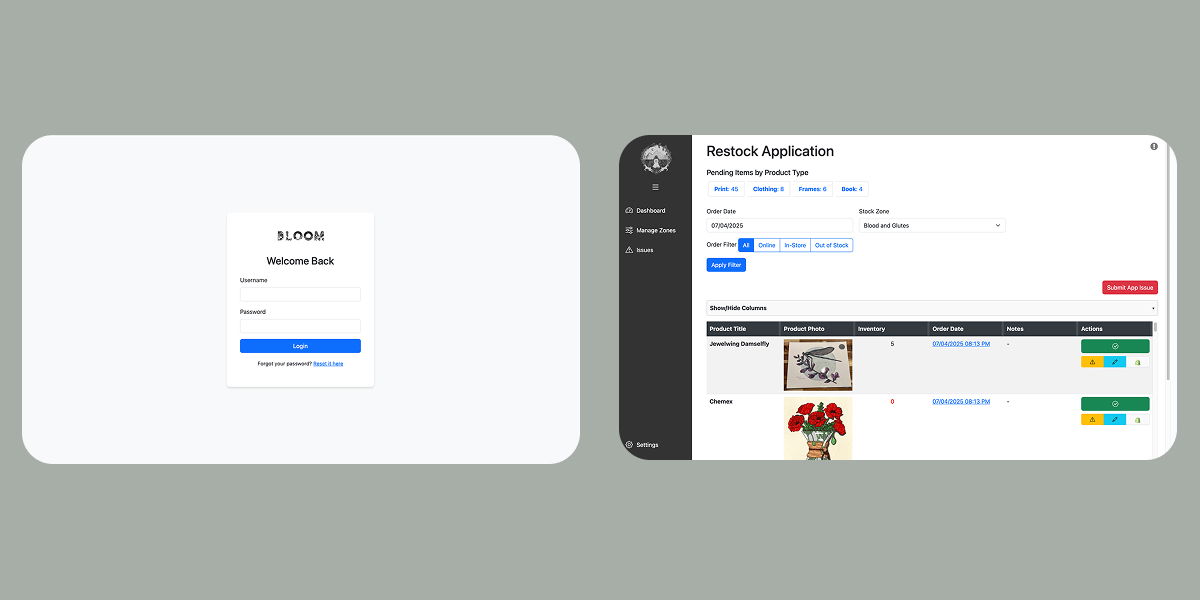 BLOOM
Welcome Back
Username
Password
Login
Forgot your password? Reset it here
Dashboard
Manage Zones
Issues
Settings
Restock Application
Pending Items by Product Type
Print: 45 Clothing: 8 Frames: 6 Book: 4
Order Date Stock Zone
07/04/2025 Blood and Glutes
Order Filter All Online In-Store Out of Stock
Apply Filter
Submit App Issue
Show/Hide Columns
Product Title Product Photo Inventory Order Date Notes Actions
Jewelwing Damselfly 5 07/04/2025 08:13 PM -
Chemex 0 07/04/2025 08:13 PM -